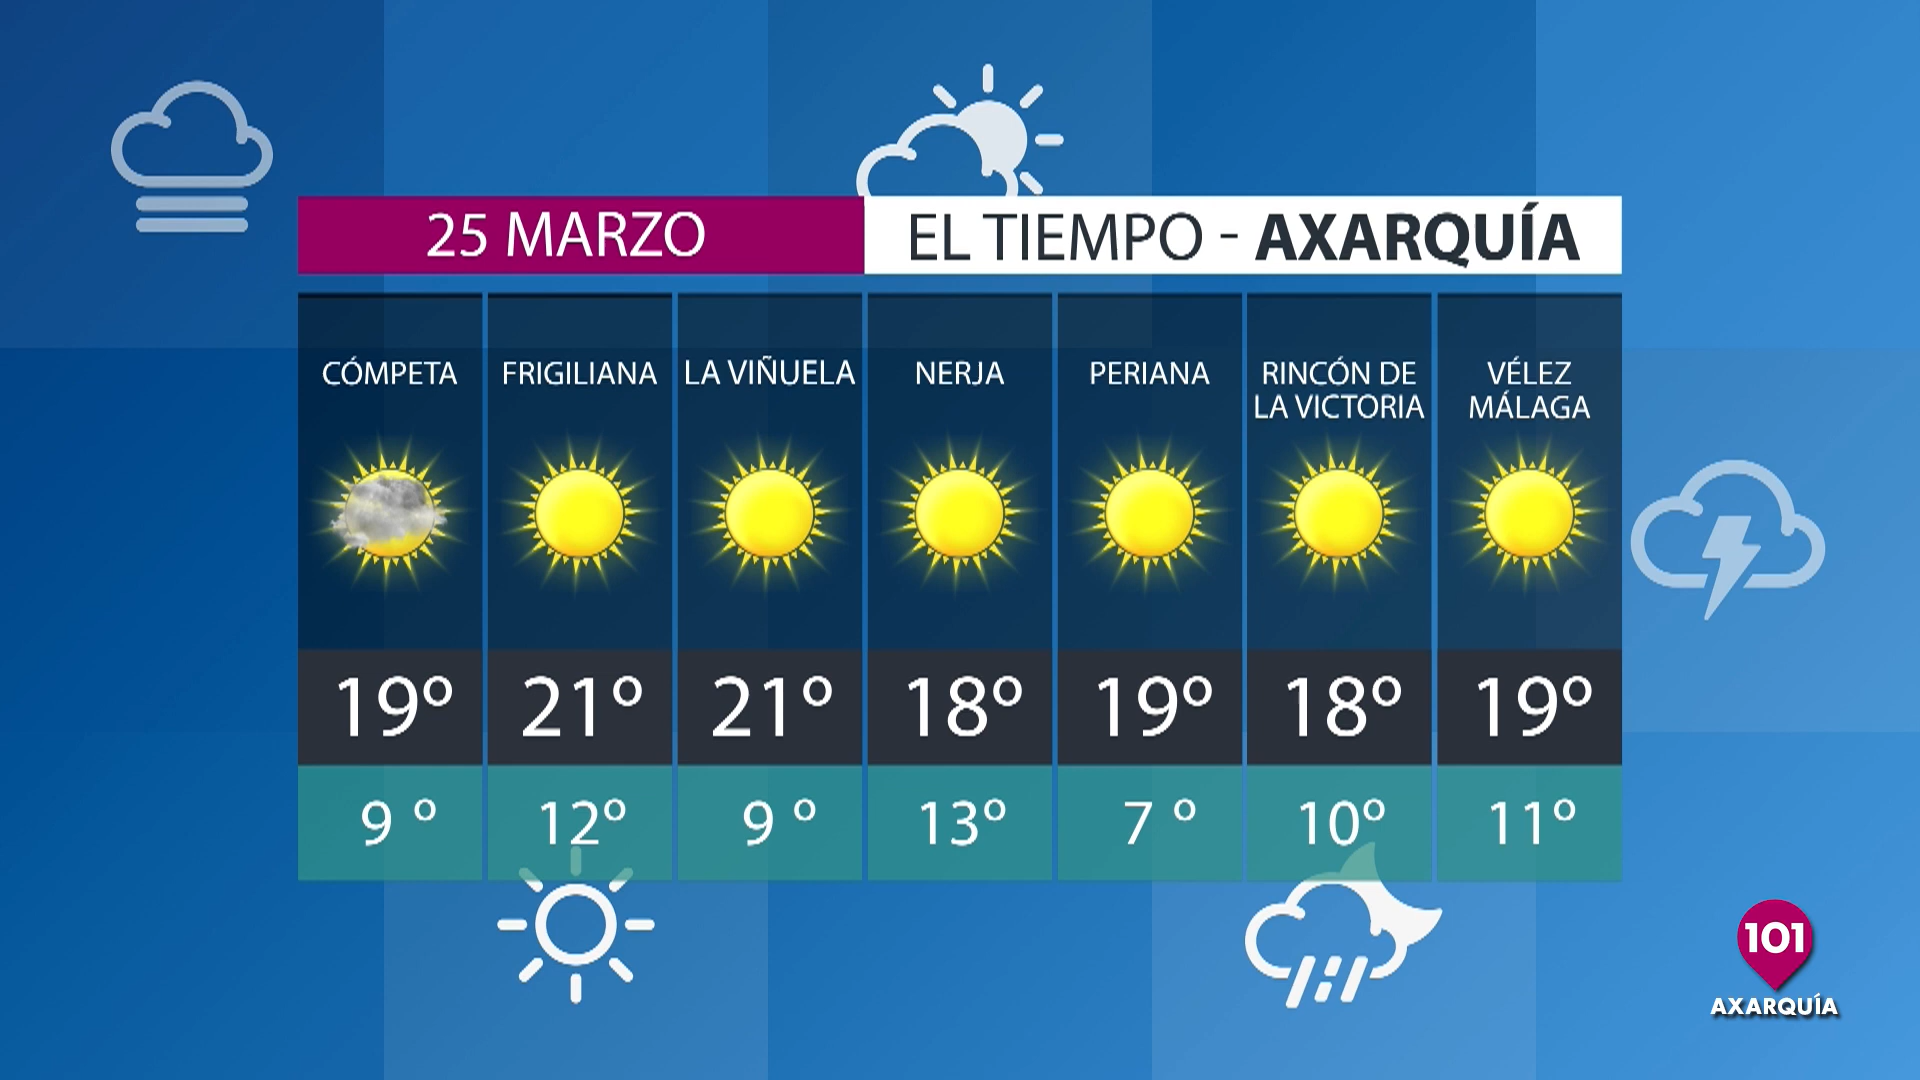 25 MARZO
EL TIEMPO - AXARQUÍA
CÓMPETA
FRIGILIANA
LA VIÑUELA
NERJA
PERIANA
RINCÓN DE
LA VICTORIA
VÉLEZ
MÁLAGA
19º
21º
21º
18º
19º
18º
19º
9 º
12º
9 º
13º
7 º
10º
11º
101
AXARQUÍA